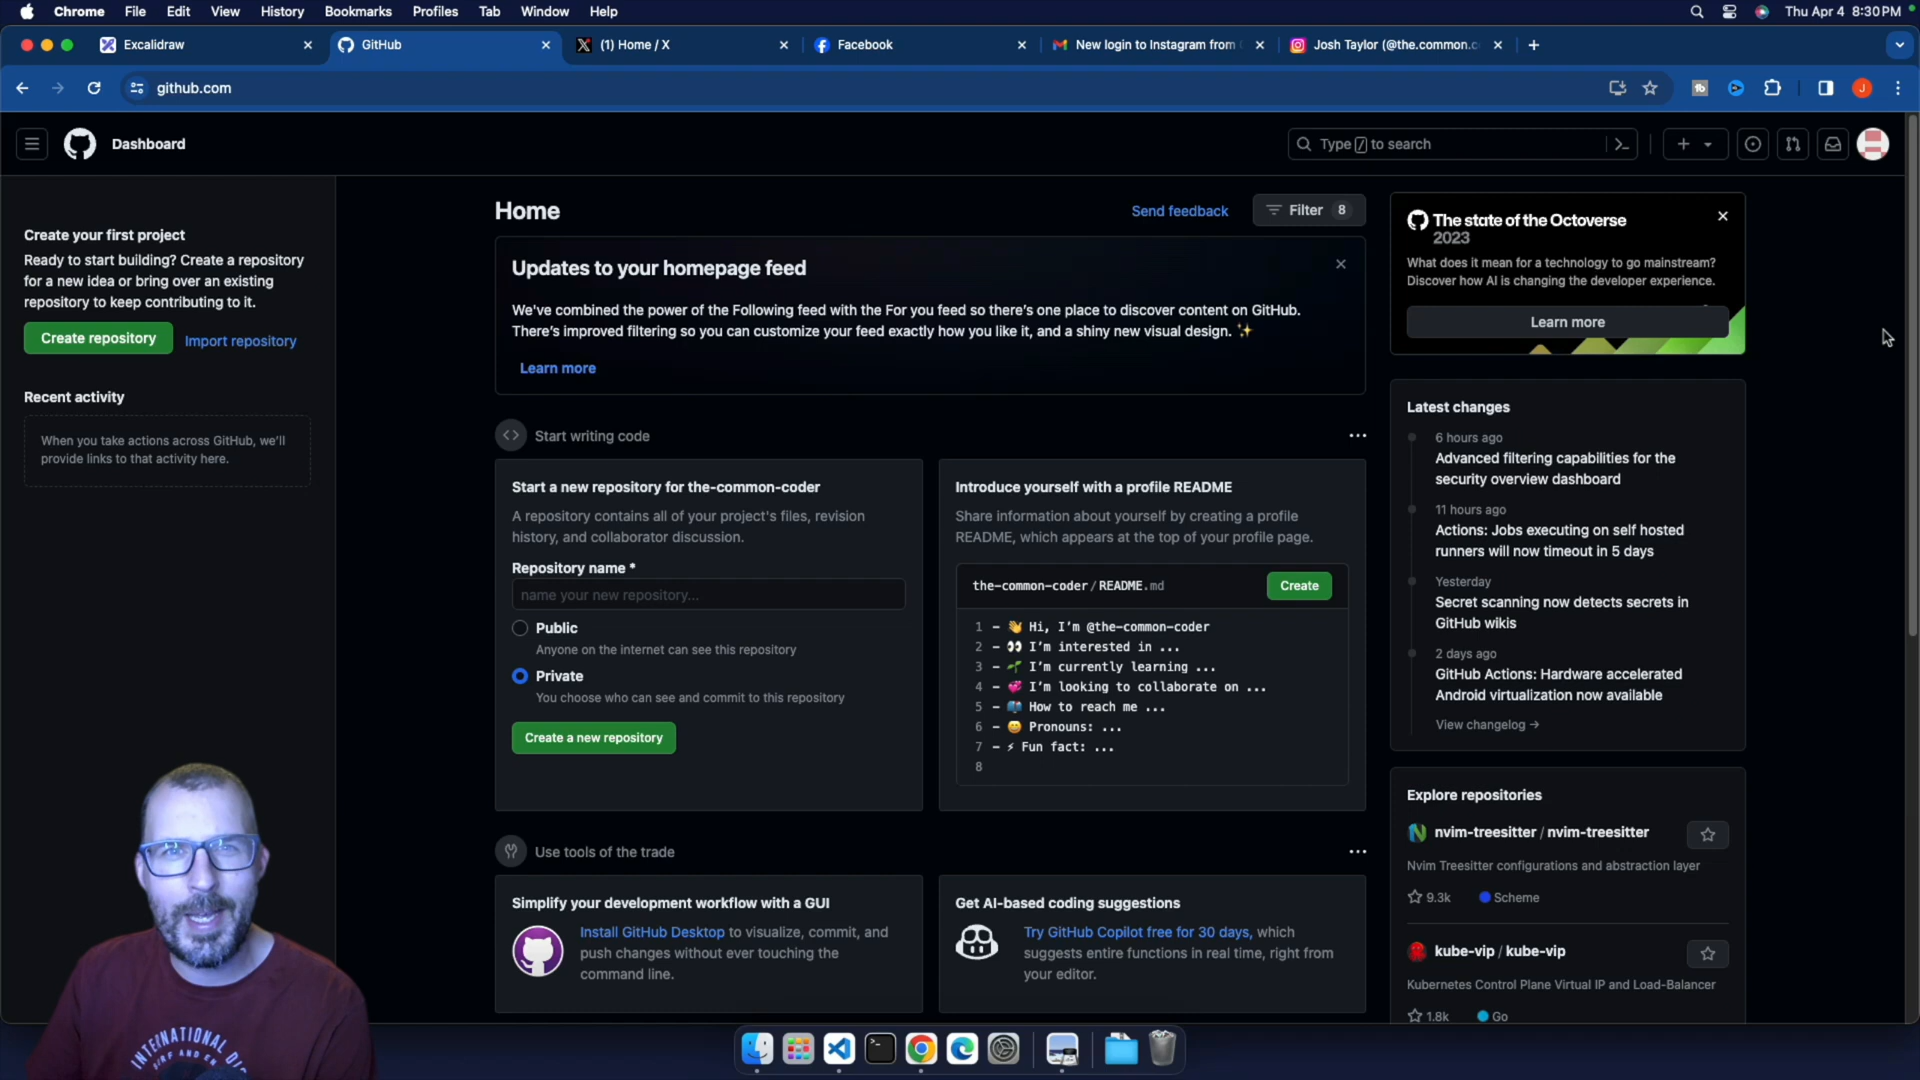 Chrome File Edit View History Bookmarks Profiles Tab Window Help Thu Apr 4 8:30 PM
Excalidraw GitHub (1) Home / X Facebook New login to Instagram from Josh Taylor (@the.common.c
github.com J
Dashboard Type / to search
Create your first project
Ready to start building? Create a repository
for a new idea or bring over an existing
repository to keep contributing to it.
Create repository Import repository
Recent activity
When you take actions across GitHub, we'll
provide links to that activity here.
Home Send feedback Filter 8
Updates to your homepage feed
We've combined the power of the Following feed with the For you feed so there's one place to discover content on GitHub.
There's improved filtering so you can customize your feed exactly how you like it, and a shiny new visual design. ✨
Learn more
Start writing code
Start a new repository for the-common-coder
A repository contains all of your project's files, revision
history, and collaborator discussion.
Repository name *
name your new repository...
Public
Anyone on the internet can see this repository
Private
You choose who can see and commit to this repository
Create a new repository
Introduce yourself with a profile README
Share information about yourself by creating a profile
README, which appears at the top of your profile page.
the-common-coder / README.md Create
1 - 👋 Hi, I'm @the-common-coder
2 - 👀 I'm interested in ...
3 - 🌱 I'm currently learning ...
4 - 💞️ I'm looking to collaborate on ...
5 - 📫 How to reach me ...
6 - 😄 Pronouns: ...
7 - ⚡ Fun fact: ...
8
Use tools of the trade
Simplify your development workflow with a GUI
Install GitHub Desktop to visualize, commit, and
push changes without ever touching the
command line.
Get AI-based coding suggestions
Try GitHub Copilot free for 30 days, which
suggests entire functions in real time, right from
your editor.
The state of the Octoverse
2023
What does it mean for a technology to go mainstream?
Discover how AI is changing the developer experience.
Learn more
Latest changes
6 hours ago
Advanced filtering capabilities for the
security overview dashboard
11 hours ago
Actions: Jobs executing on self hosted
runners will now timeout in 5 days
Yesterday
Secret scanning now detects secrets in
GitHub wikis
2 days ago
GitHub Actions: Hardware accelerated
Android virtualization now available
View changelog →
Explore repositories
nvim-treesitter / nvim-treesitter
Nvim Treesitter configurations and abstraction layer
9.3k Scheme
kube-vip / kube-vip
Kubernetes Control Plane Virtual IP and Load-Balancer
1.8k Go
INTERNATIONAL